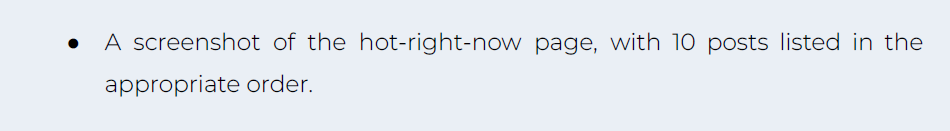 ● A screenshot of the hot-right-now page, with 10 posts listed in the
appropriate order.